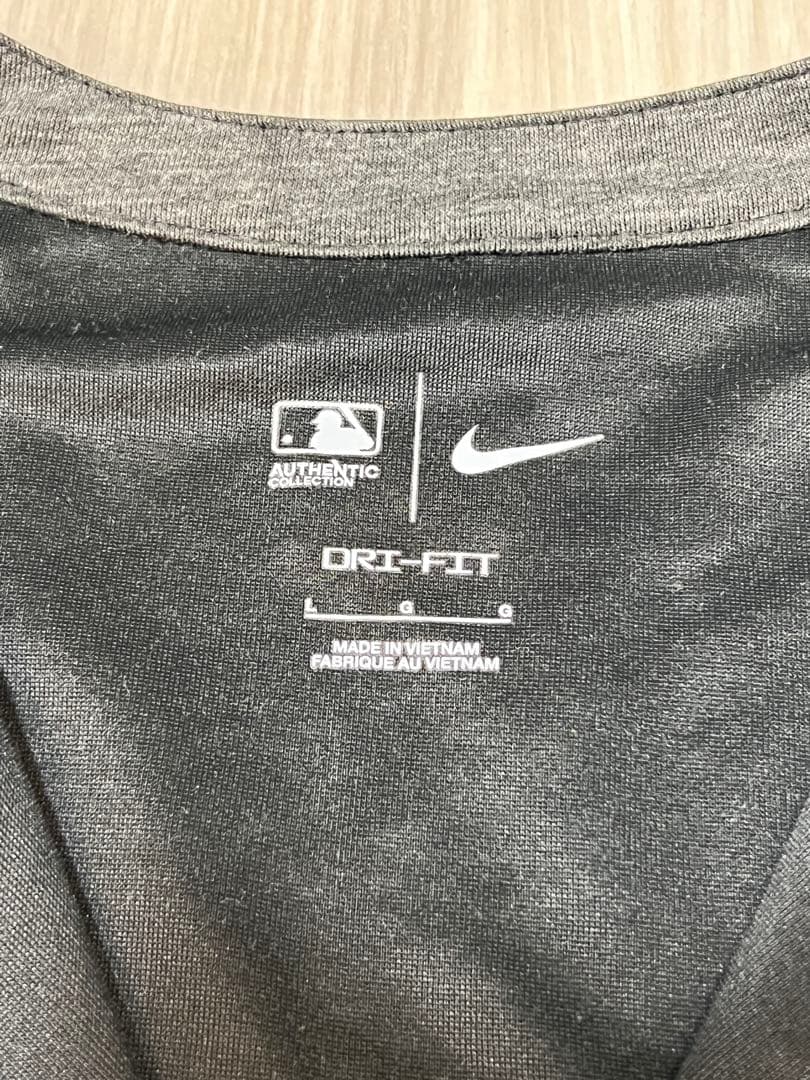 AUTHENTIC
COLLECTION
DRI-FIT
L G G
MADE IN VIETNAM
FABRIQUE AU VIETNAM